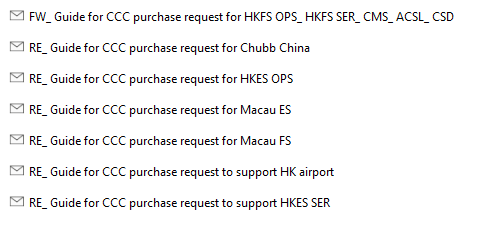 FW_ Guide for CCC purchase request for HKFS OPS_ HKFS SER_ CMS_ ACSL_ CSD
RE_ Guide for CCC purchase request for Chubb China
RE_ Guide for CCC purchase request for HKES OPS
RE_ Guide for CCC purchase request for Macau ES
RE_ Guide for CCC purchase request for Macau FS
RE_ Guide for CCC purchase request to support HK airport
RE_ Guide for CCC purchase request to support HKES SER